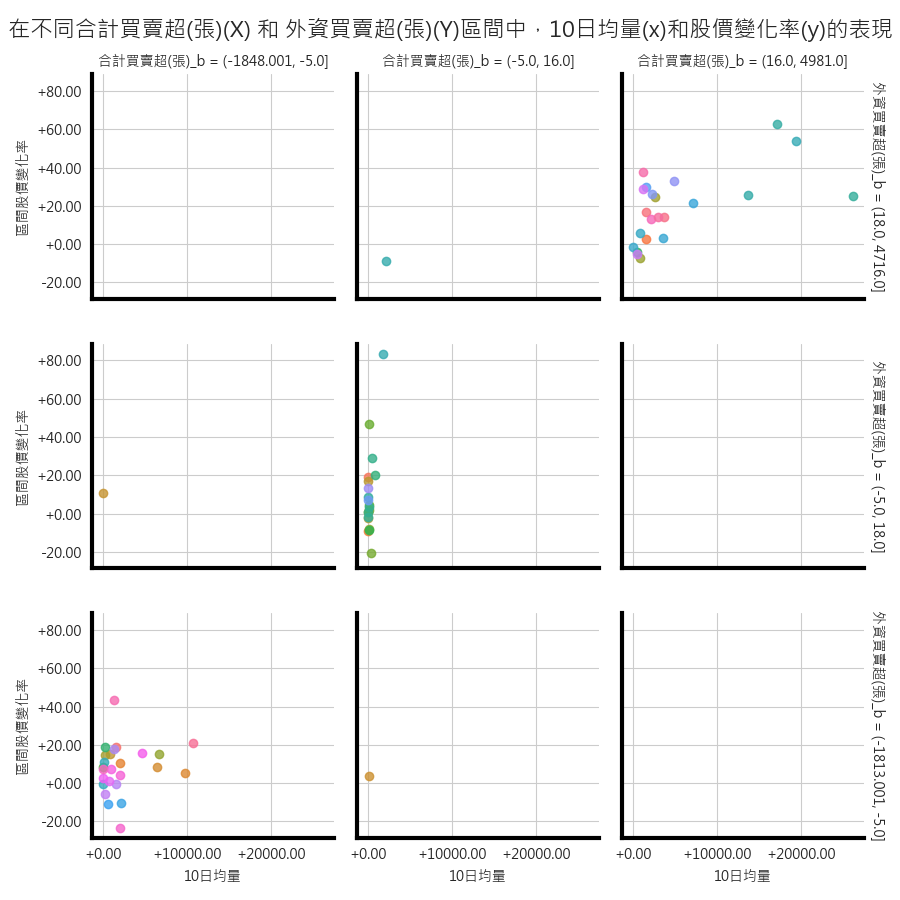 在不同合計買賣超(張)(X) 和 外資買賣超(張)(Y)區間中，10日均量(x)和股價變化率(y)的表現
合計買賣超(張)_b = (-1848.001, -5.0]
合計買賣超(張)_b = (-5.0, 16.0]
合計買賣超(張)_b = (16.0, 4981.0]
區間股價變化率
+80.00
+60.00
+40.00
+20.00
+0.00
-20.00
外資買賣超(張)_b = (18.0, 4716.0]
區間股價變化率
+80.00
+60.00
+40.00
+20.00
+0.00
-20.00
外資買賣超(張)_b = (-5.0, 18.0]
區間股價變化率
+80.00
+60.00
+40.00
+20.00
+0.00
-20.00
外資買賣超(張)_b = (-1813.001, -5.0]
+0.00 +10000.00 +20000.00
+0.00 +10000.00 +20000.00
+0.00 +10000.00 +20000.00
10日均量
10日均量
10日均量